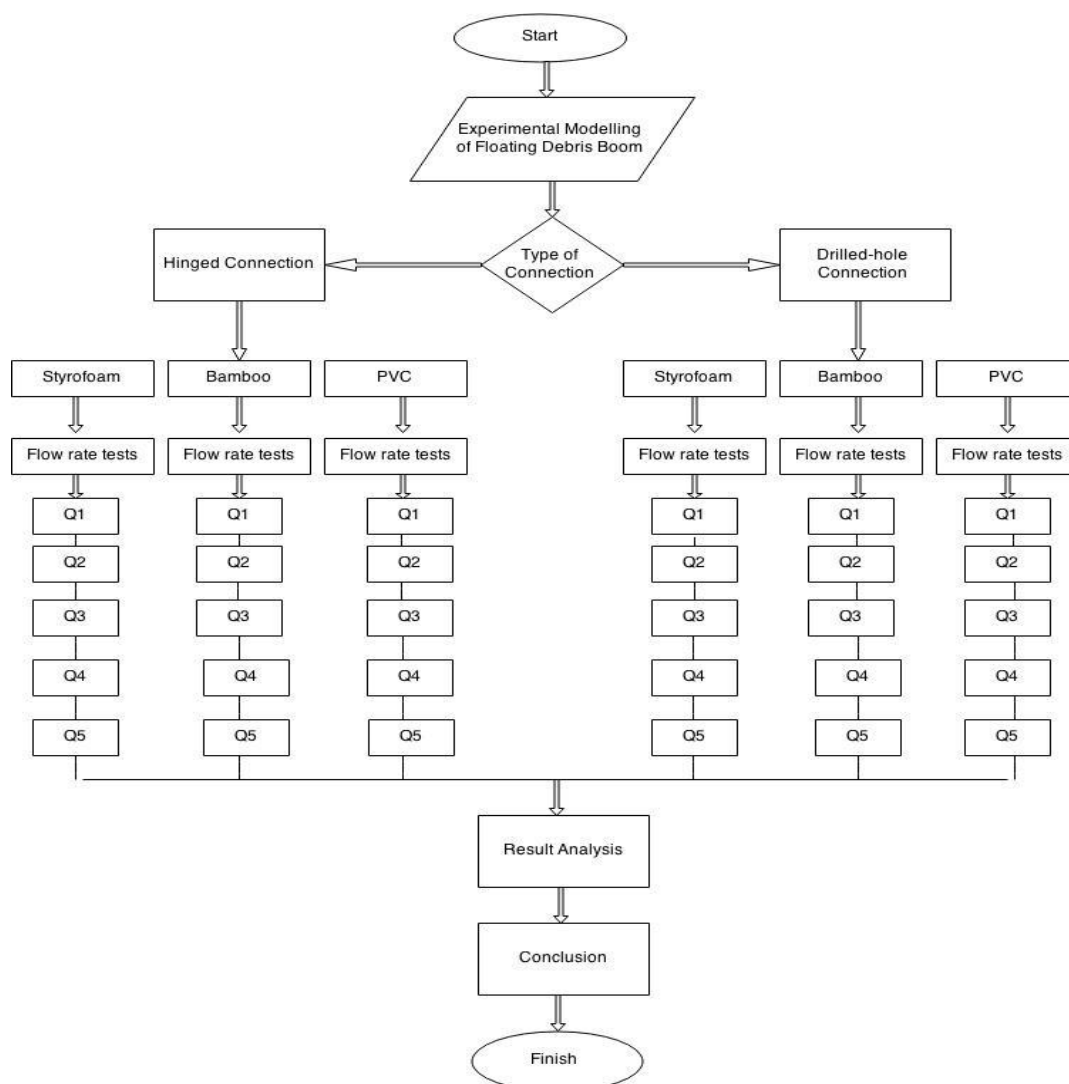 Start
Experimental Modelling
of Floating Debris Boom
Hinged Connection
Type of
Connection
Drilled-hole
Connection
Styrofoam
Bamboo
PVC
Styrofoam
Bamboo
PVC
Flow rate tests
Flow rate tests
Flow rate tests
Flow rate tests
Flow rate tests
Flow rate tests
Q1
Q1
Q1
Q1
Q1
Q1
Q2
Q2
Q2
Q2
Q2
Q2
Q3
Q3
Q3
Q3
Q3
Q3
Q4
Q4
Q4
Q4
Q4
Q4
Q5
Q5
Q5
Q5
Q5
Q5
Result Analysis
Conclusion
Finish